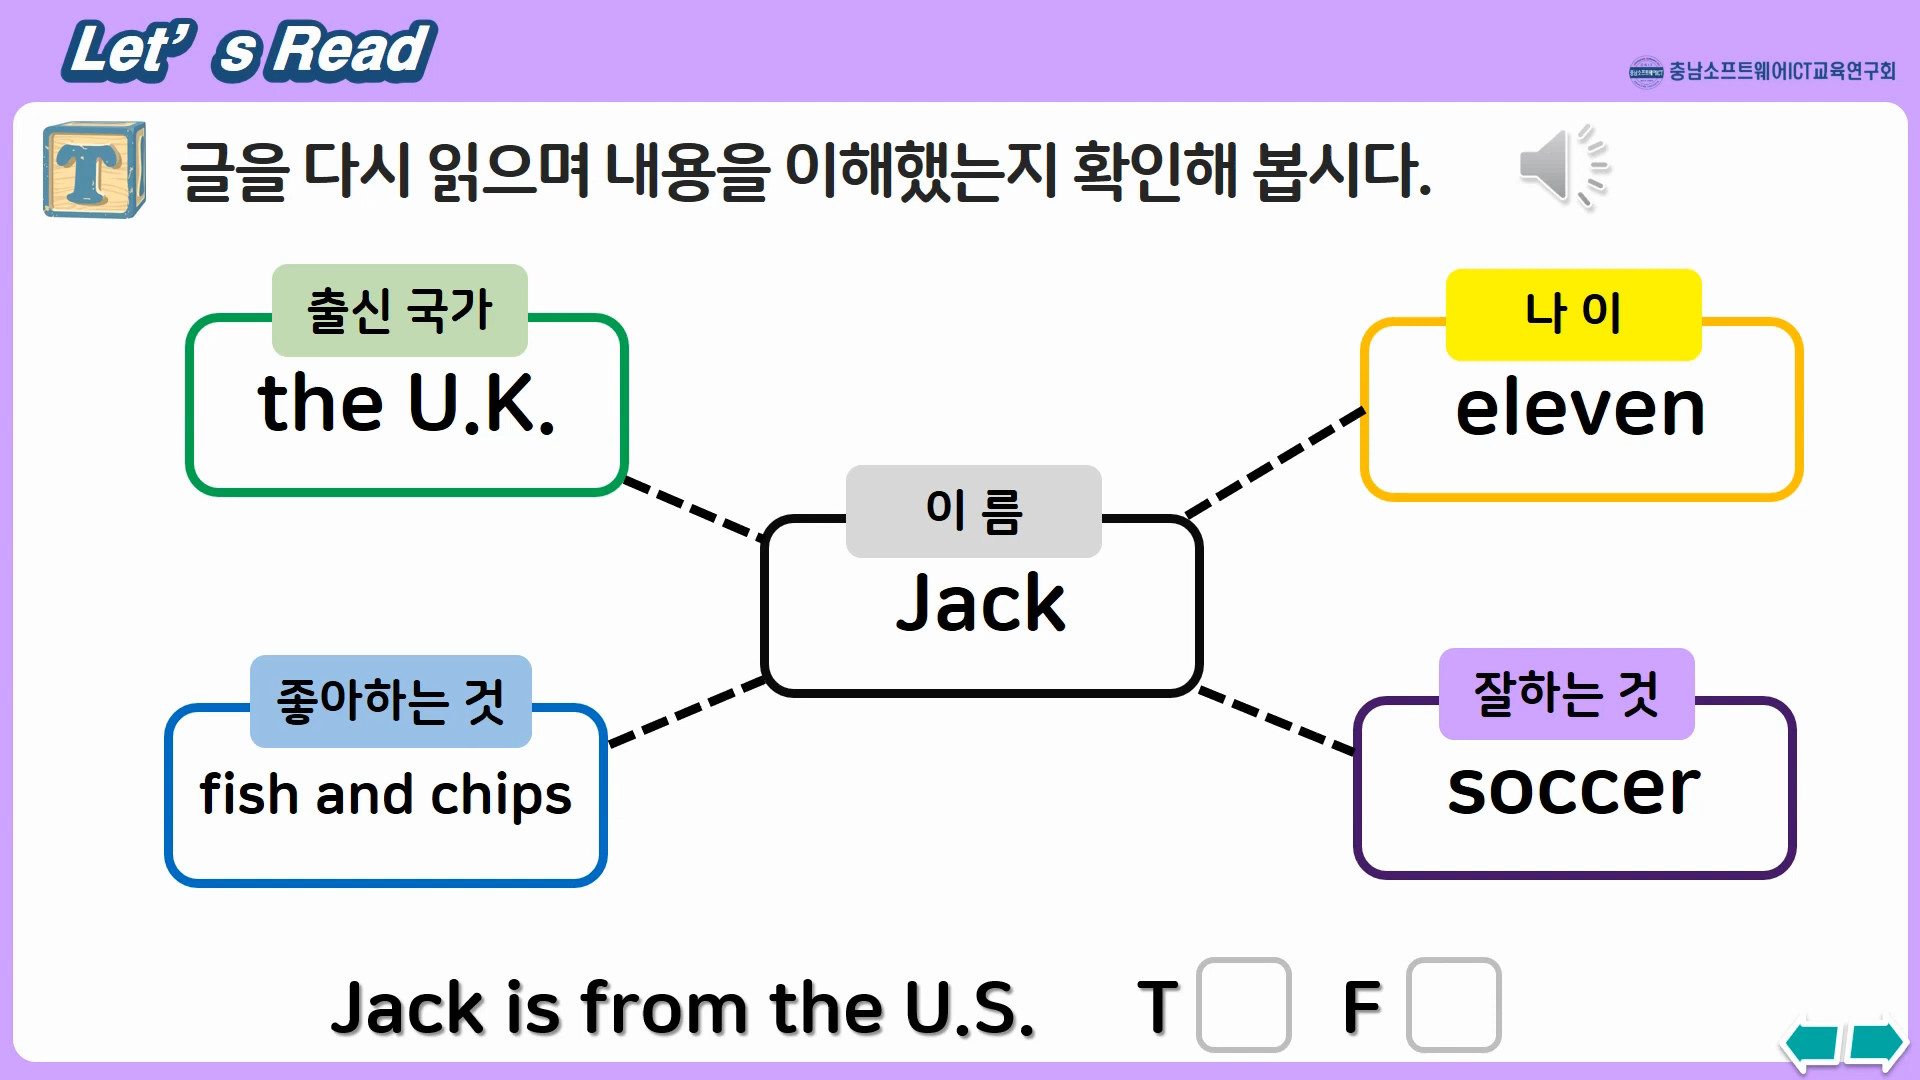 Let's Read
충남소프트웨어ICT교육연구회
T
글을 다시 읽으며 내용을 이해했는지 확인해 봅시다.
출신 국가
the U.K.
나 이
eleven
이 름
Jack
좋아하는 것
fish and chips
잘하는 것
soccer
Jack is from the U.S. T F